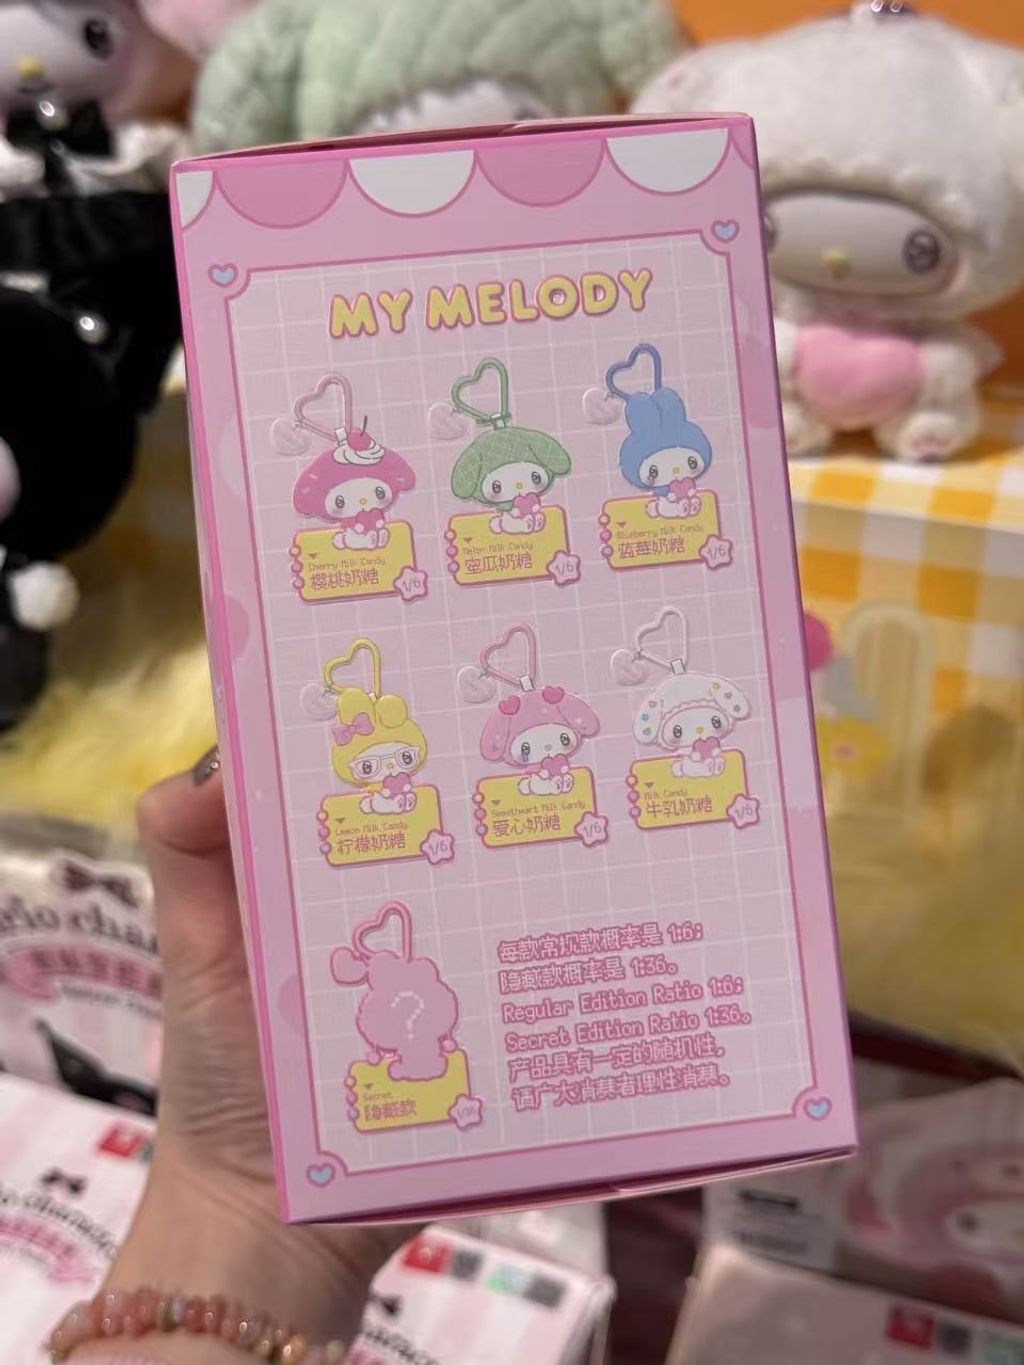 MY MELODY
Cherry Milk Candy
樱桃奶糖
1/6
Melon Milk Candy
蜜瓜奶糖
1/6
Blueberry Milk Candy
蓝莓奶糖
1/6
Lemon Milk Candy
柠檬奶糖
1/6
Sweetheart Milk Candy
爱心奶糖
1/6
Milk Candy
牛乳奶糖
1/6
?
Secret
隐藏款
1/36
每款常规款概率是 1:6;
隐藏款概率是 1:36。
Regular Edition Ratio 1:6;
Secret Edition Ratio 1:36。
产品具有一定的随机性,
请广大消费者理性消费。